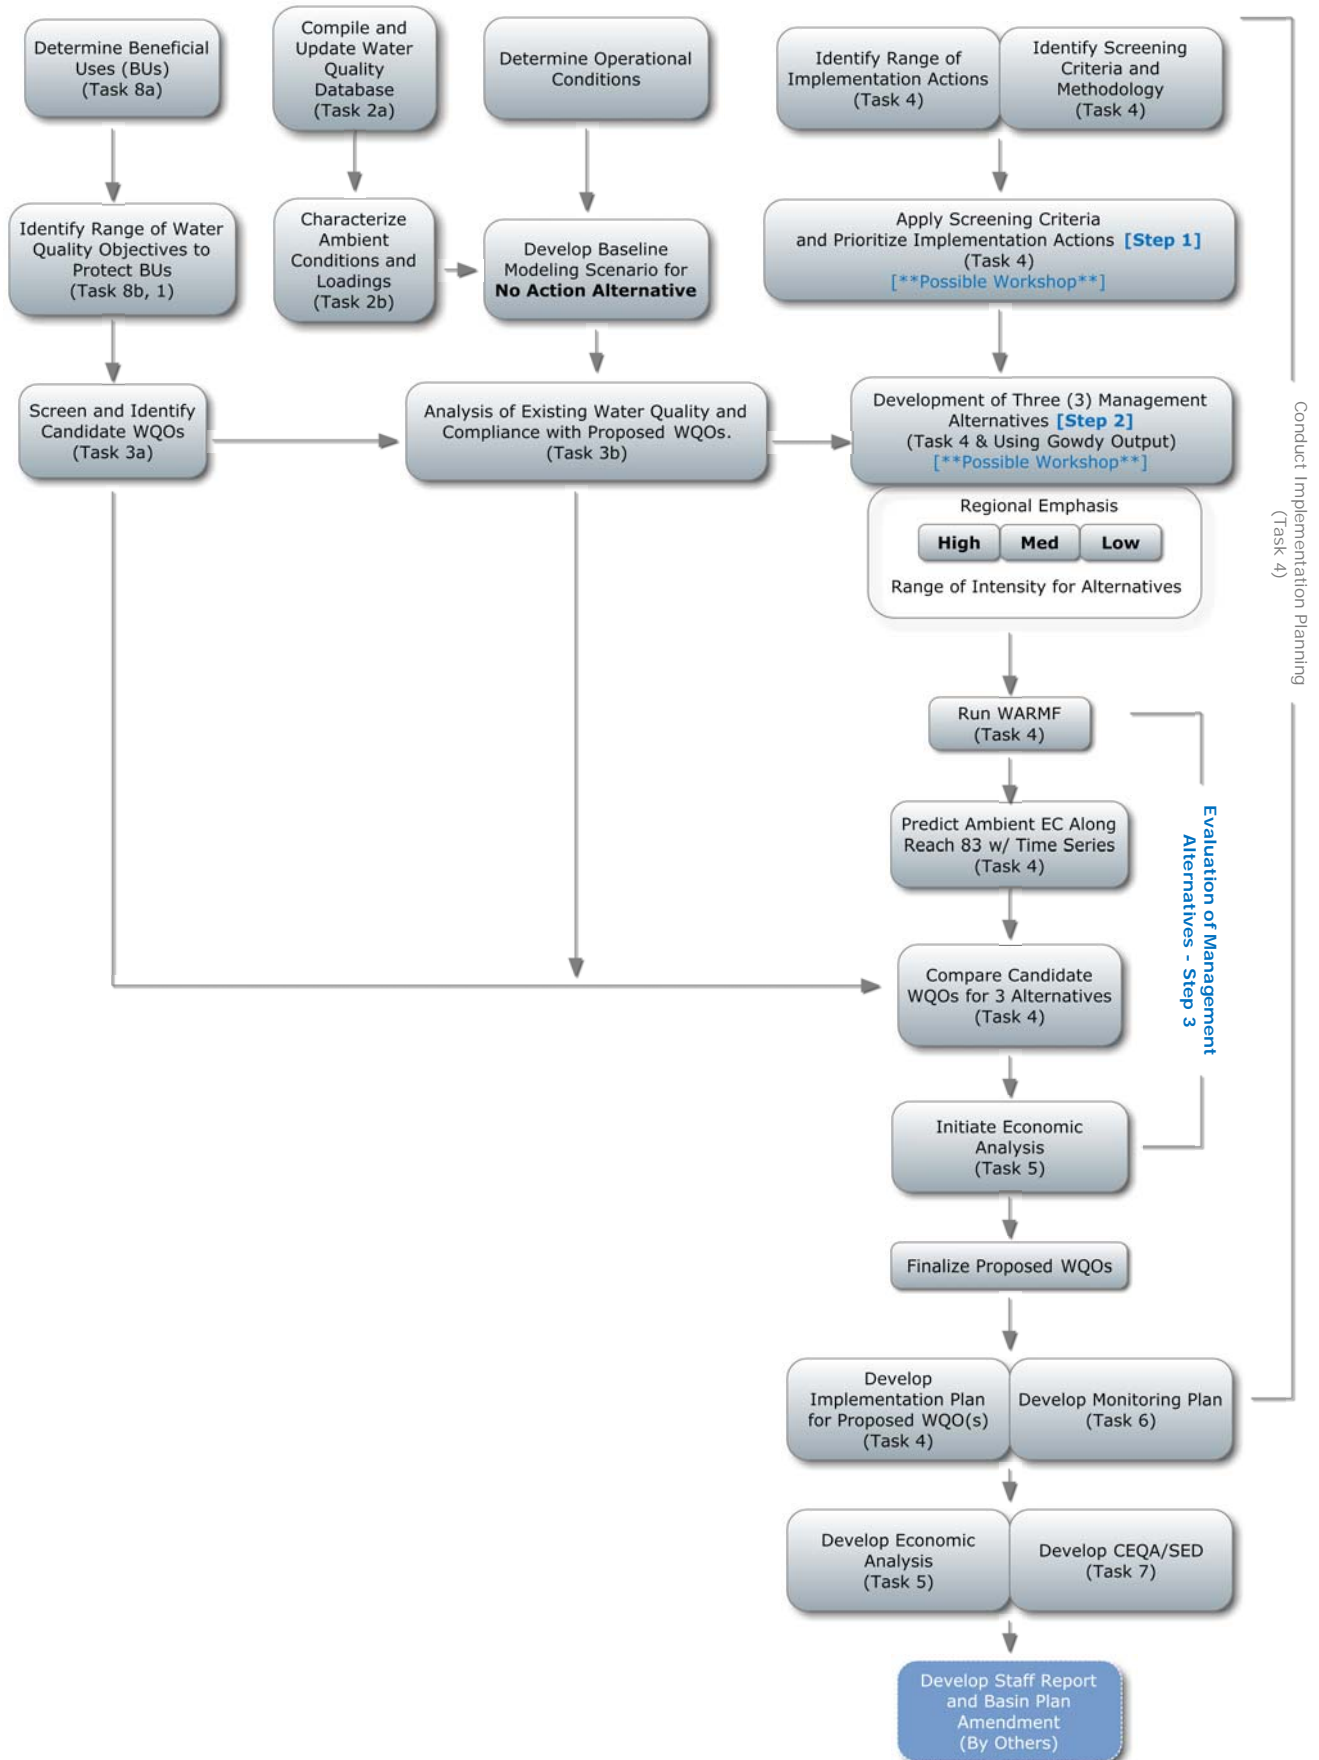 Determine Beneficial
Uses (BUs)
(Task 8a)
Compile and
Update Water
Quality
Database
(Task 2a)
Determine Operational
Conditions
Identify Range of
Implementation Actions
(Task 4)
Identify Screening
Criteria and
Methodology
(Task 4)
Identify Range of Water
Quality Objectives to
Protect BUs
(Task 8b, 1)
Characterize
Ambient
Conditions and
Loadings
(Task 2b)
Develop Baseline
Modeling Scenario for
No Action Alternative
Apply Screening Criteria
and Prioritize Implementation Actions [Step 1]
(Task 4)
[**Possible Workshop**]
Screen and Identify
Candidate WQOs
(Task 3a)
Analysis of Existing Water Quality and
Compliance with Proposed WQOs.
(Task 3b)
Development of Three (3) Management
Alternatives [Step 2]
(Task 4 & Using Gowdy Output)
[**Possible Workshop**]
Regional Emphasis
High Med Low
Range of Intensity for Alternatives
Conduct Implementation Planning
(Task 4)
Run WARMF
(Task 4)
Predict Ambient EC Along
Reach 83 w/ Time Series
(Task 4)
Evaluation of Management
Alternatives - Step 3
Compare Candidate
WQOs for 3 Alternatives
(Task 4)
Initiate Economic
Analysis
(Task 5)
Finalize Proposed WQOs
Develop
Implementation Plan
for Proposed WQO(s)
(Task 4)
Develop Monitoring Plan
(Task 6)
Develop Economic
Analysis
(Task 5)
Develop CEQA/SED
(Task 7)
Develop Staff Report
and Basin Plan
Amendment
(By Others)